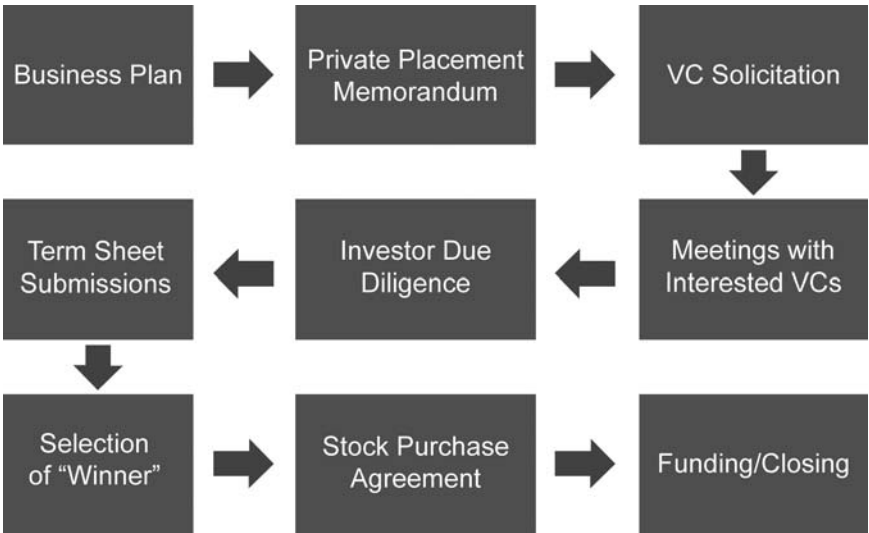 Business Plan
Private Placement
Memorandum
VC Solicitation
Meetings with
Interested VCs
Investor Due
Diligence
Term Sheet
Submissions
Selection
of “Winner”
Stock Purchase
Agreement
Funding/Closing